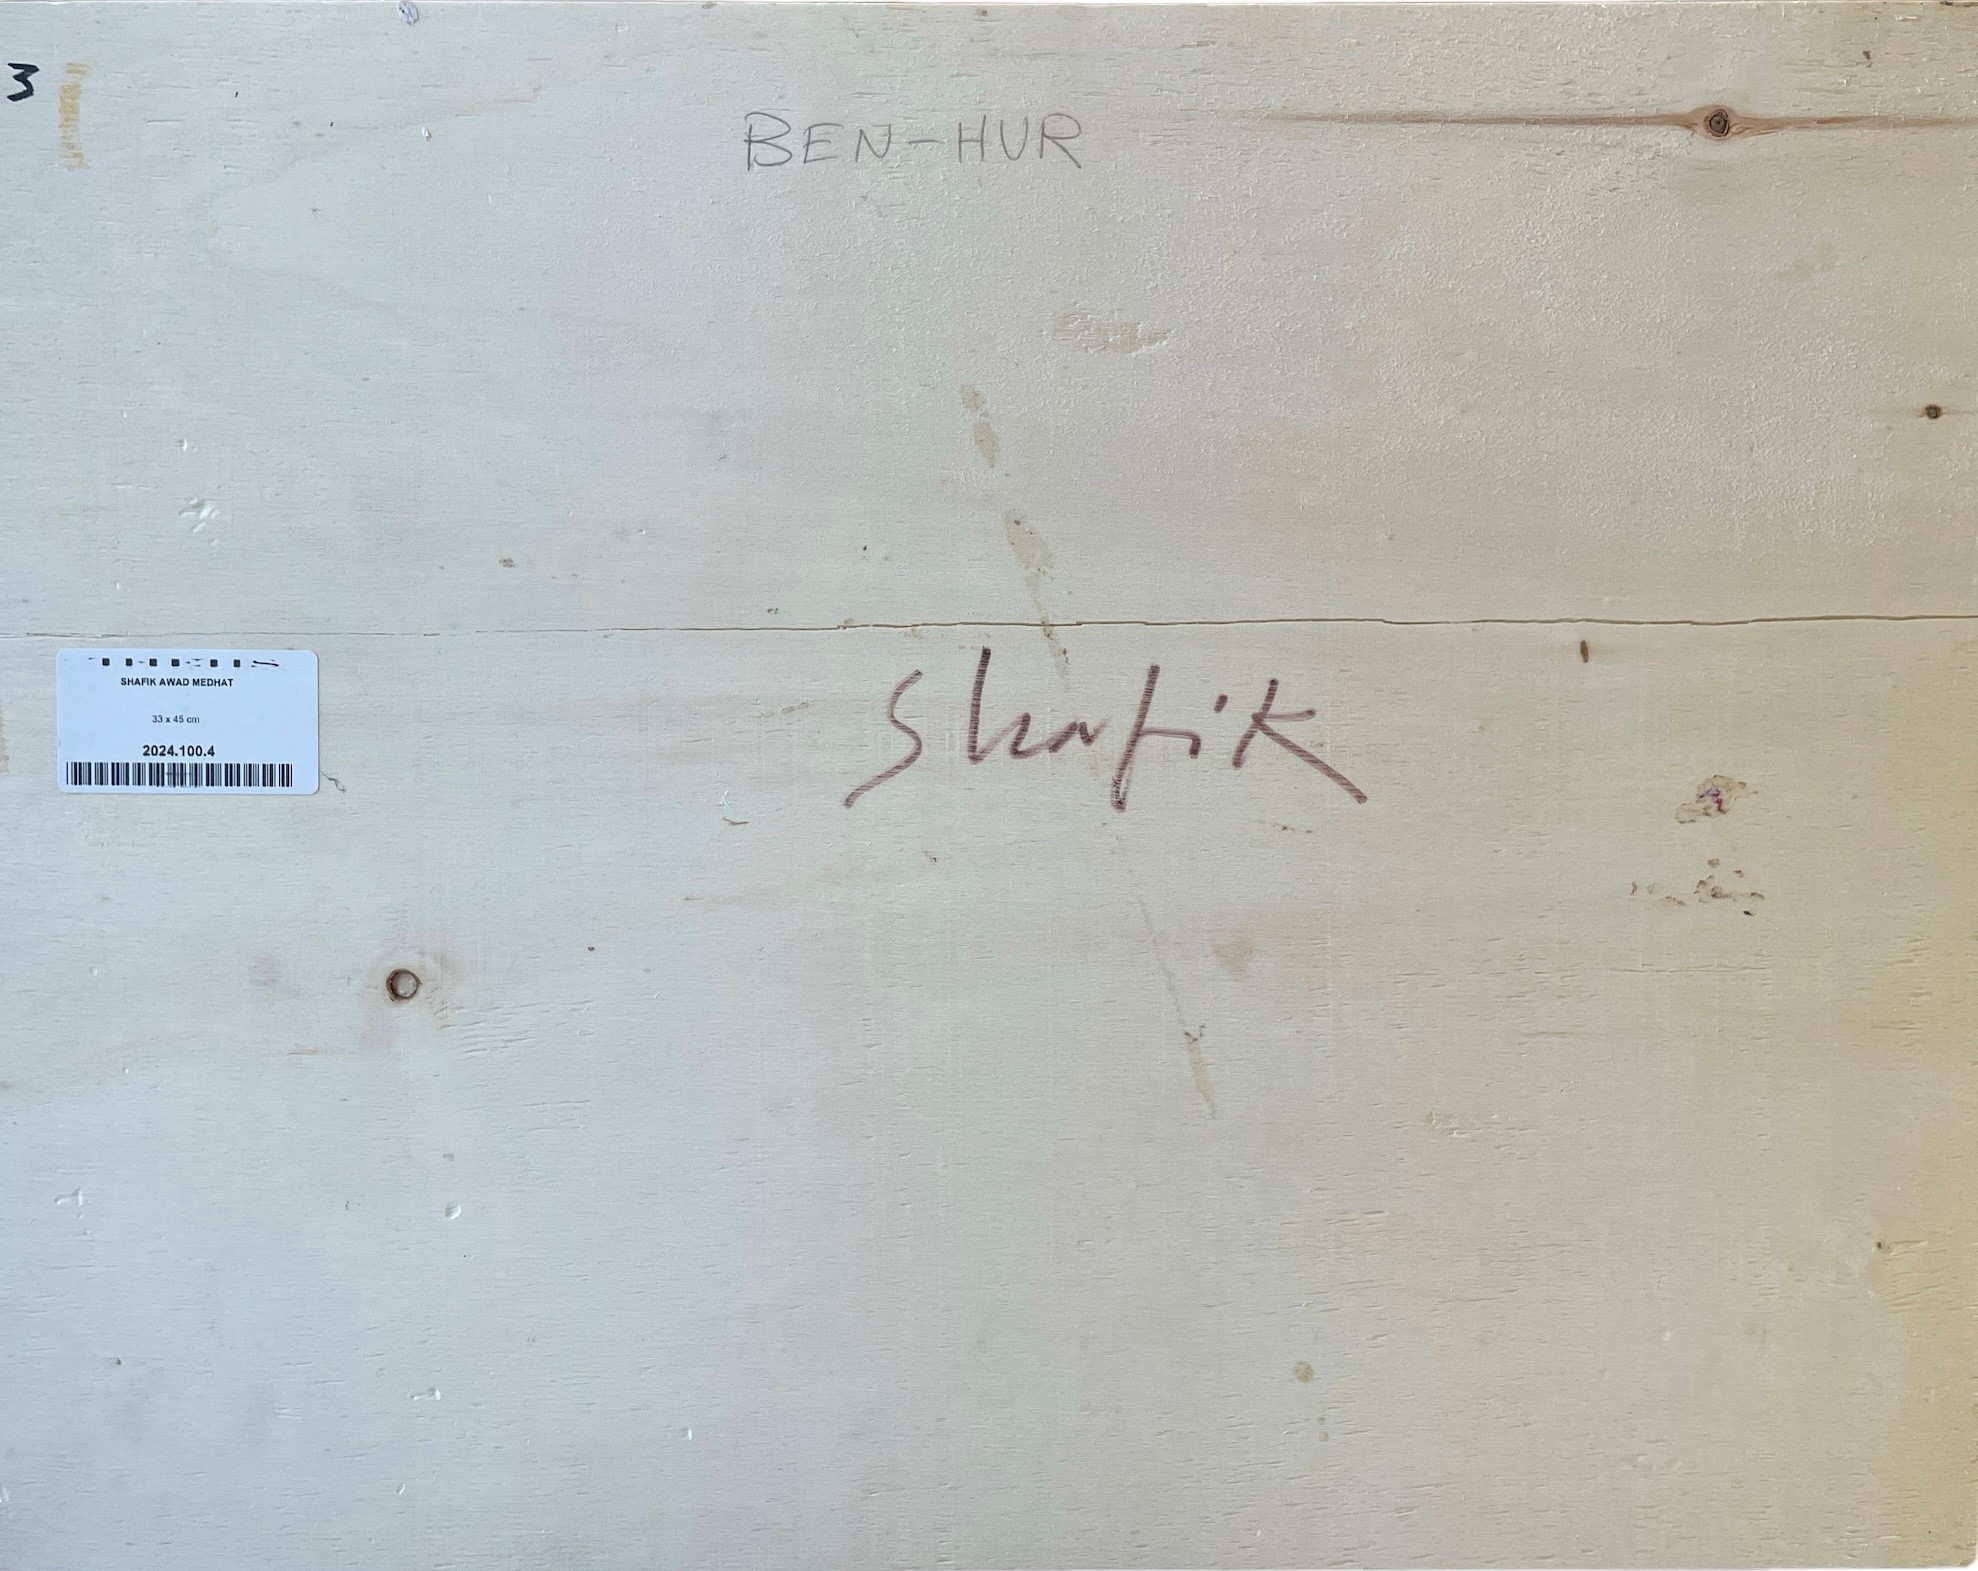 3
BEN-HUR
SHAFIK AWAD MEDHAT
33 x 45 cm
2024.100.4
Shafik